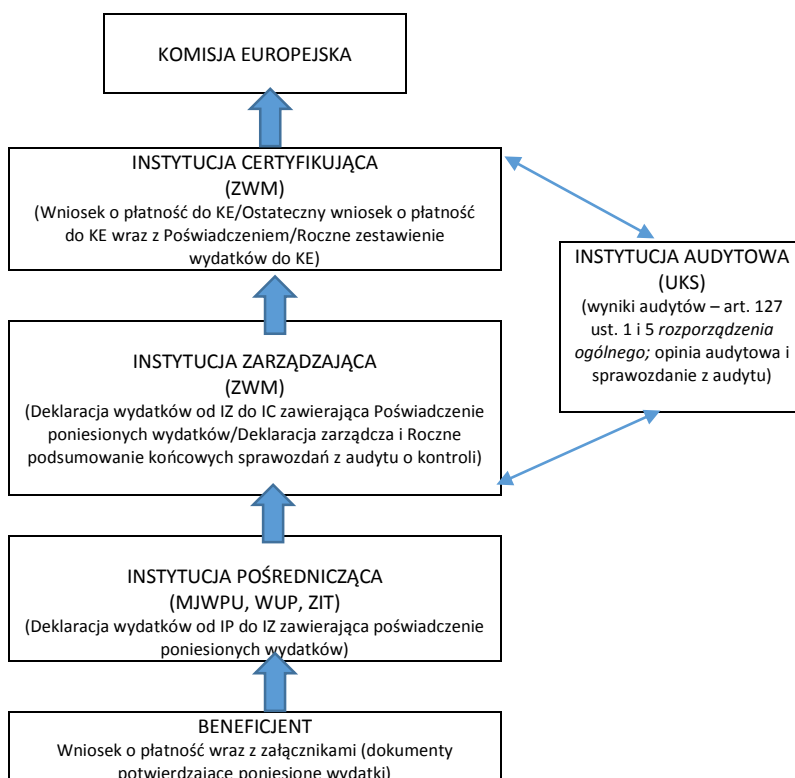 KOMISJA EUROPEJSKA
INSTYTUCJA CERTYFIKUJĄCA
(ZWM)
(Wniosek o płatność do KE/Ostateczny wniosek o płatność
do KE wraz z Poświadczeniem/Roczne zestawienie
wydatków do KE)
INSTYTUCJA AUDYTOWA
(UKS)
(wyniki audytów – art. 127
ust. 1 i 5 rozporządzenia
ogólnego; opinia audytowa i
sprawozdanie z audytu)
INSTYTUCJA ZARZĄDZAJĄCA
(ZWM)
(Deklaracja wydatków od IZ do IC zawierająca Poświadczenie
poniesionych wydatków/Deklaracja zarządcza i Roczne
podsumowanie końcowych sprawozdań z audytu o kontroli)
INSTYTUCJA POŚREDNICZĄCA
(MJWPU, WUP, ZIT)
(Deklaracja wydatków od IP do IZ zawierająca poświadczenie
poniesionych wydatków)
BENEFICJENT
Wniosek o płatność wraz z załącznikami (dokumenty
potwierdzające poniesione wydatki)